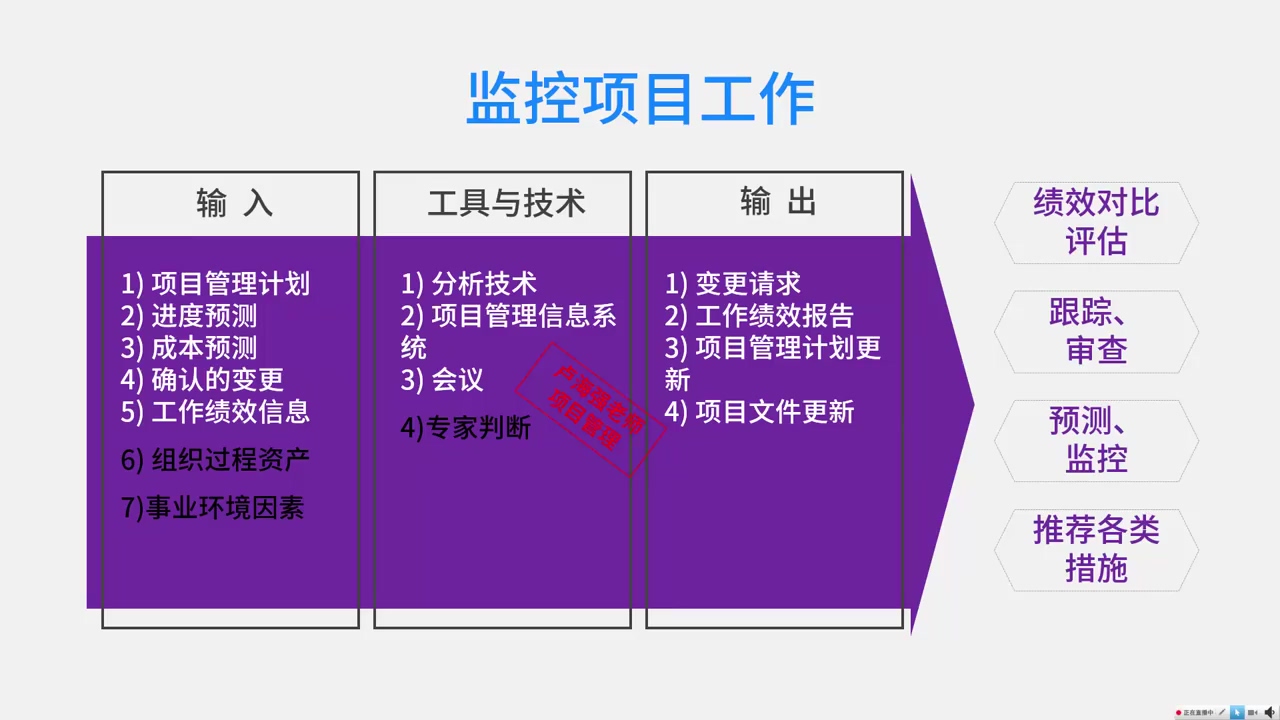 监控项目工作
输 入
1) 项目管理计划
2) 进度预测
3) 成本预测
4) 确认的变更
5) 工作绩效信息
6) 组织过程资产
7)事业环境因素
工具与技术
1) 分析技术
2) 项目管理信息系
统
3) 会议
4)专家判断
输 出
1) 变更请求
2) 工作绩效报告
3) 项目管理计划更
新
4) 项目文件更新
绩效对比
评估
跟踪、
审查
预测、
监控
推荐各类
措施
项目管理
正在直播中